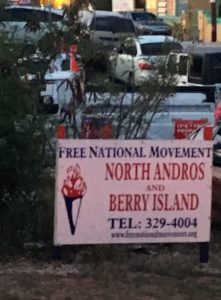 FREE NATIONAL MOVEMENT
NORTH ANDROS
AND
BERRY ISLAND
TEL: 329-4004
www.freenationalmovement.org